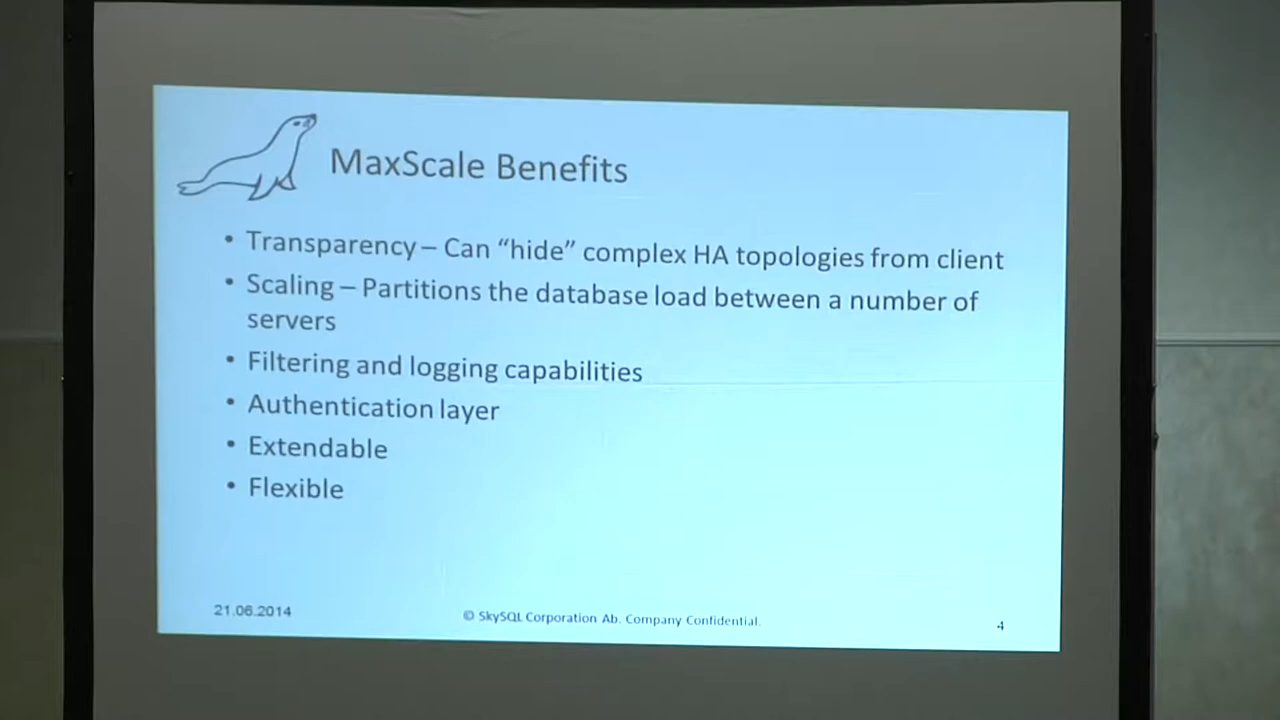 MaxScale Benefits
• Transparency – Can “hide” complex HA topologies from client
• Scaling – Partitions the database load between a number of
servers
• Filtering and logging capabilities
• Authentication layer
• Extendable
• Flexible
21.06.2014
© SkySQL Corporation Ab. Company Confidential.
4